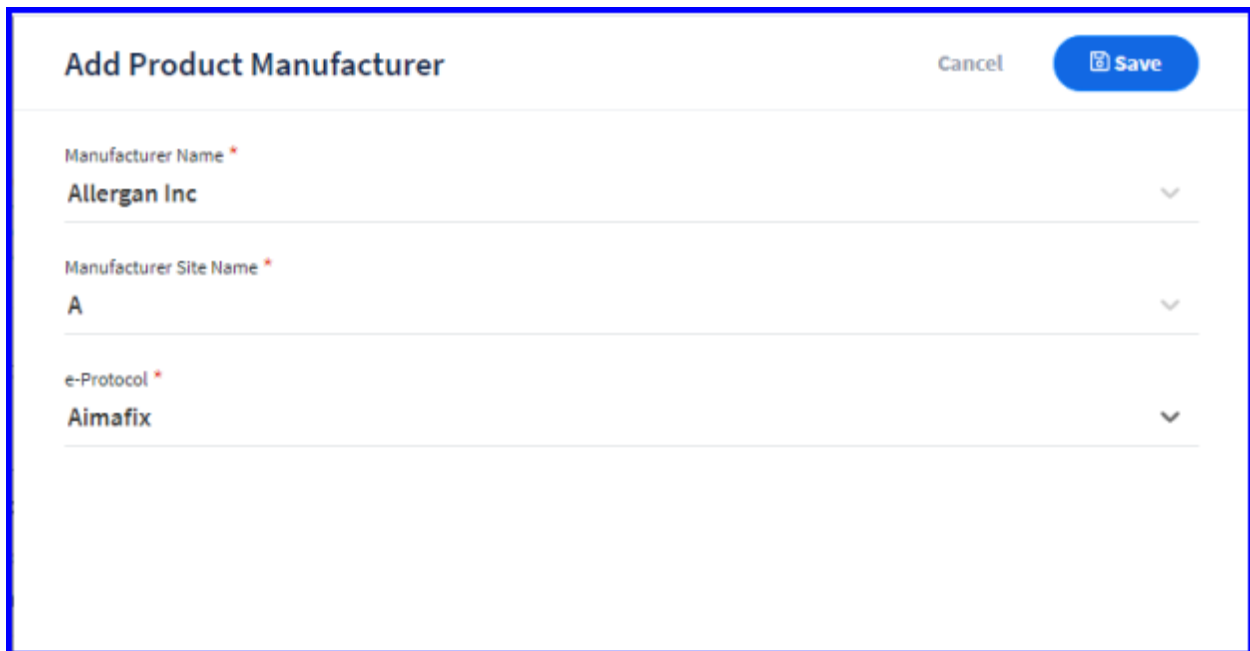 Add Product Manufacturer Cancel Save
Manufacturer Name *
Allergan Inc
Manufacturer Site Name *
A
e-Protocol *
Aimafix